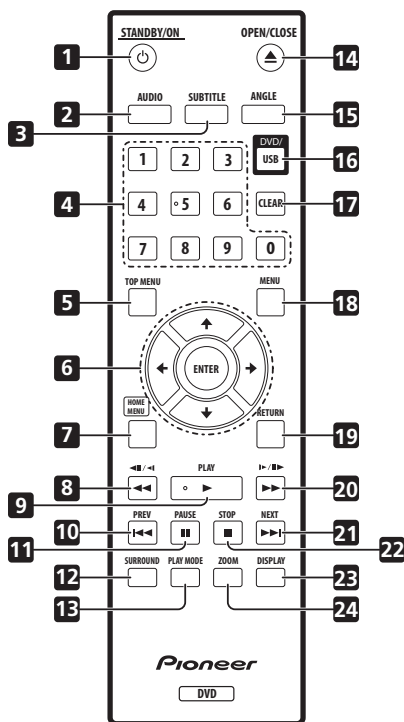 STANDBY/ON OPEN/CLOSE
1 14
AUDIO SUBTITLE ANGLE
2 15
3
DVD/
USB
16
1 2 3
4
4 5 6
CLEAR
17
7 8 9 0
TOP MENU MENU
5 18
6
ENTER
HOME
MENU
RETURN
7 19
PLAY
8 20
9
PREV PAUSE STOP NEXT
10 21
11 22
SURROUND PLAY MODE ZOOM DISPLAY
12 23
13 24
Pioneer
DVD